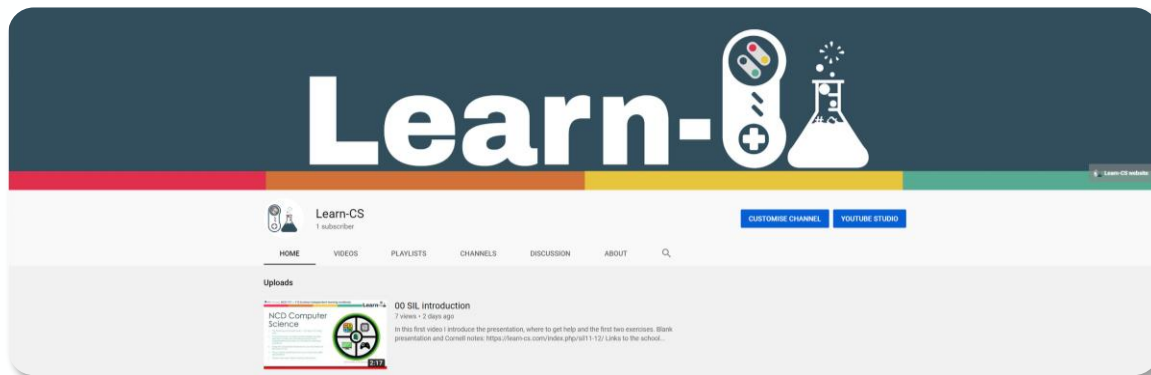 Learn-
Learn-CS website
Learn-CS
1 subscriber
CUSTOMISE CHANNEL
YOUTUBE STUDIO
HOME
VIDEOS
PLAYLISTS
CHANNELS
DISCUSSION
ABOUT
Uploads
Learn-
NCD Computer
Science
7:17
00 SIL introduction
7 views • 2 days ago
In this first video I introduce the presentation, where to get help and the first two exercises. Blank
presentation and Cornell notes: https://learn-cs.com/index.php/sil11-12/ Links to the school...